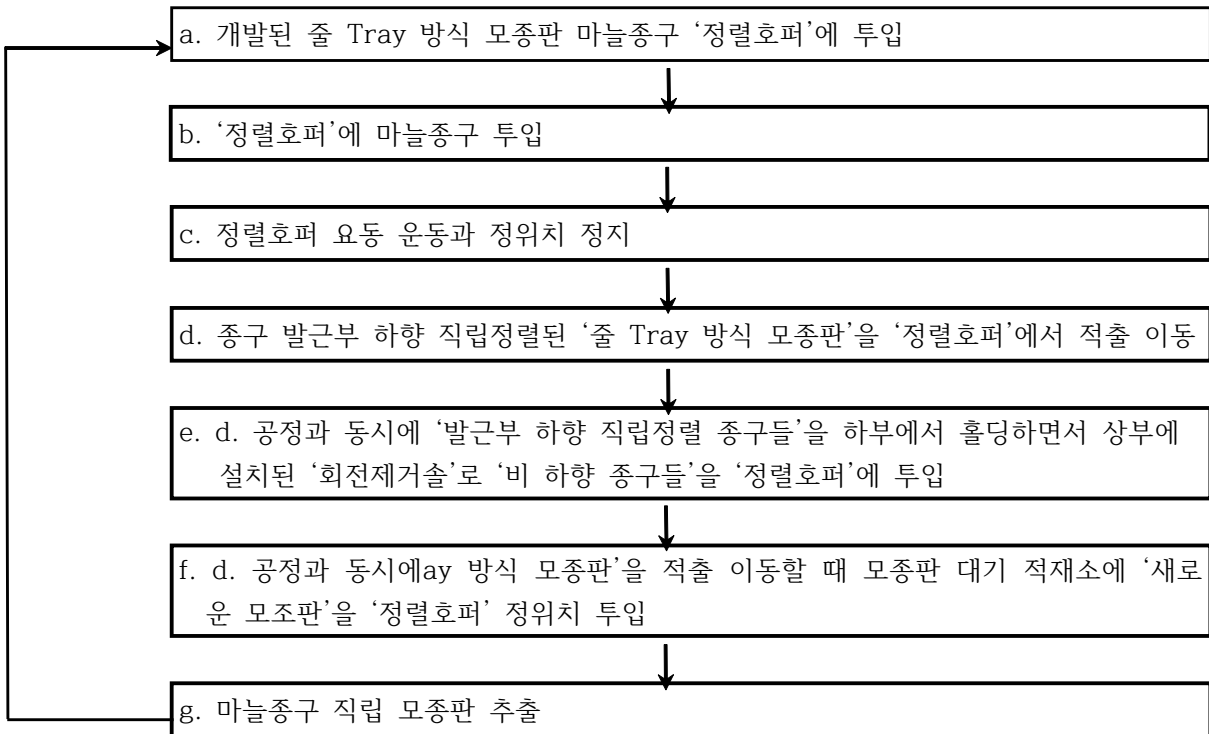 a. 개발된 줄 Tray 방식 모종판 마늘종구 ‘정렬호퍼’에 투입
b. ‘정렬호퍼’에 마늘종구 투입
c. 정렬호퍼 요동 운동과 정위치 정지
d. 종구 발근부 하향 직립정렬된 ‘줄 Tray 방식 모종판’을 ‘정렬호퍼’에서 적출 이동
e. d. 공정과 동시에 ‘발근부 하향 직립정렬 종구들’을 하부에서 홀딩하면서 상부에
설치된 ‘회전제거솔’로 ‘비 하향 종구들’을 ‘정렬호퍼’에 투입
f. d. 공정과 동시에ay 방식 모종판’을 적출 이동할 때 모종판 대기 적재소에 ‘새로
운 모조판’을 ‘정렬호퍼’ 정위치 투입
g. 마늘종구 직립 모종판 추출